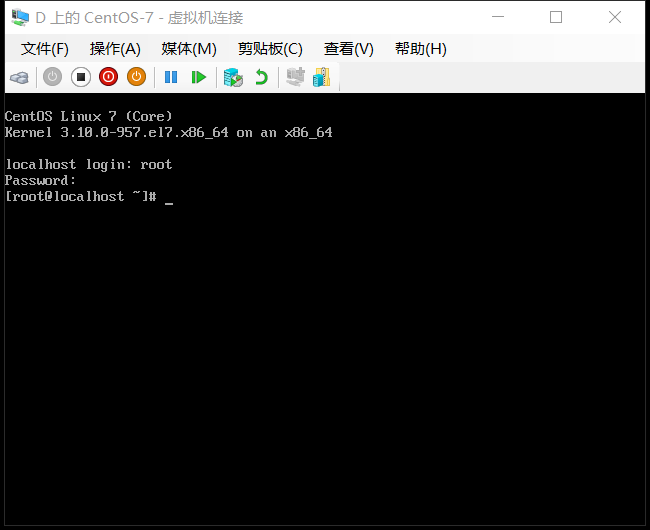 D 上的 CentOS-7 - 虚拟机连接
文件(F) 操作(A) 媒体(M) 剪贴板(C) 查看(V) 帮助(H)
CentOS Linux 7 (Core)
Kernel 3.10.0-957.el7.x86_64 on an x86_64
localhost login: root
Password:
[root@localhost ~]# _